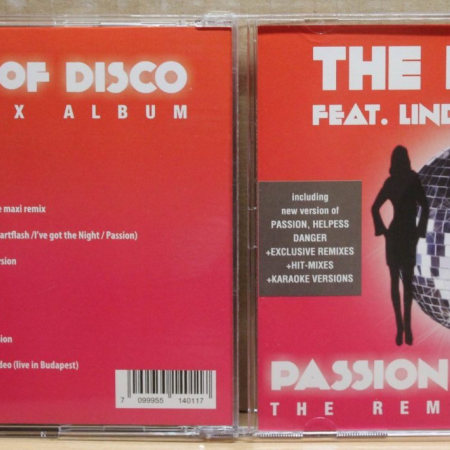 OF DISCO
X ALBUM
e maxi remix
artflash /I've got the Night / Passion)
rsion
sion
deo (live in Budapest)
7 099955 140117
THE
FEAT. LIND
including
new version of
PASSION, HELPESS
DANGER
+EXCLUSIVE REMIXES
+HIT-MIXES
+KARAOKE VERSIONS
PASSION
THE REM